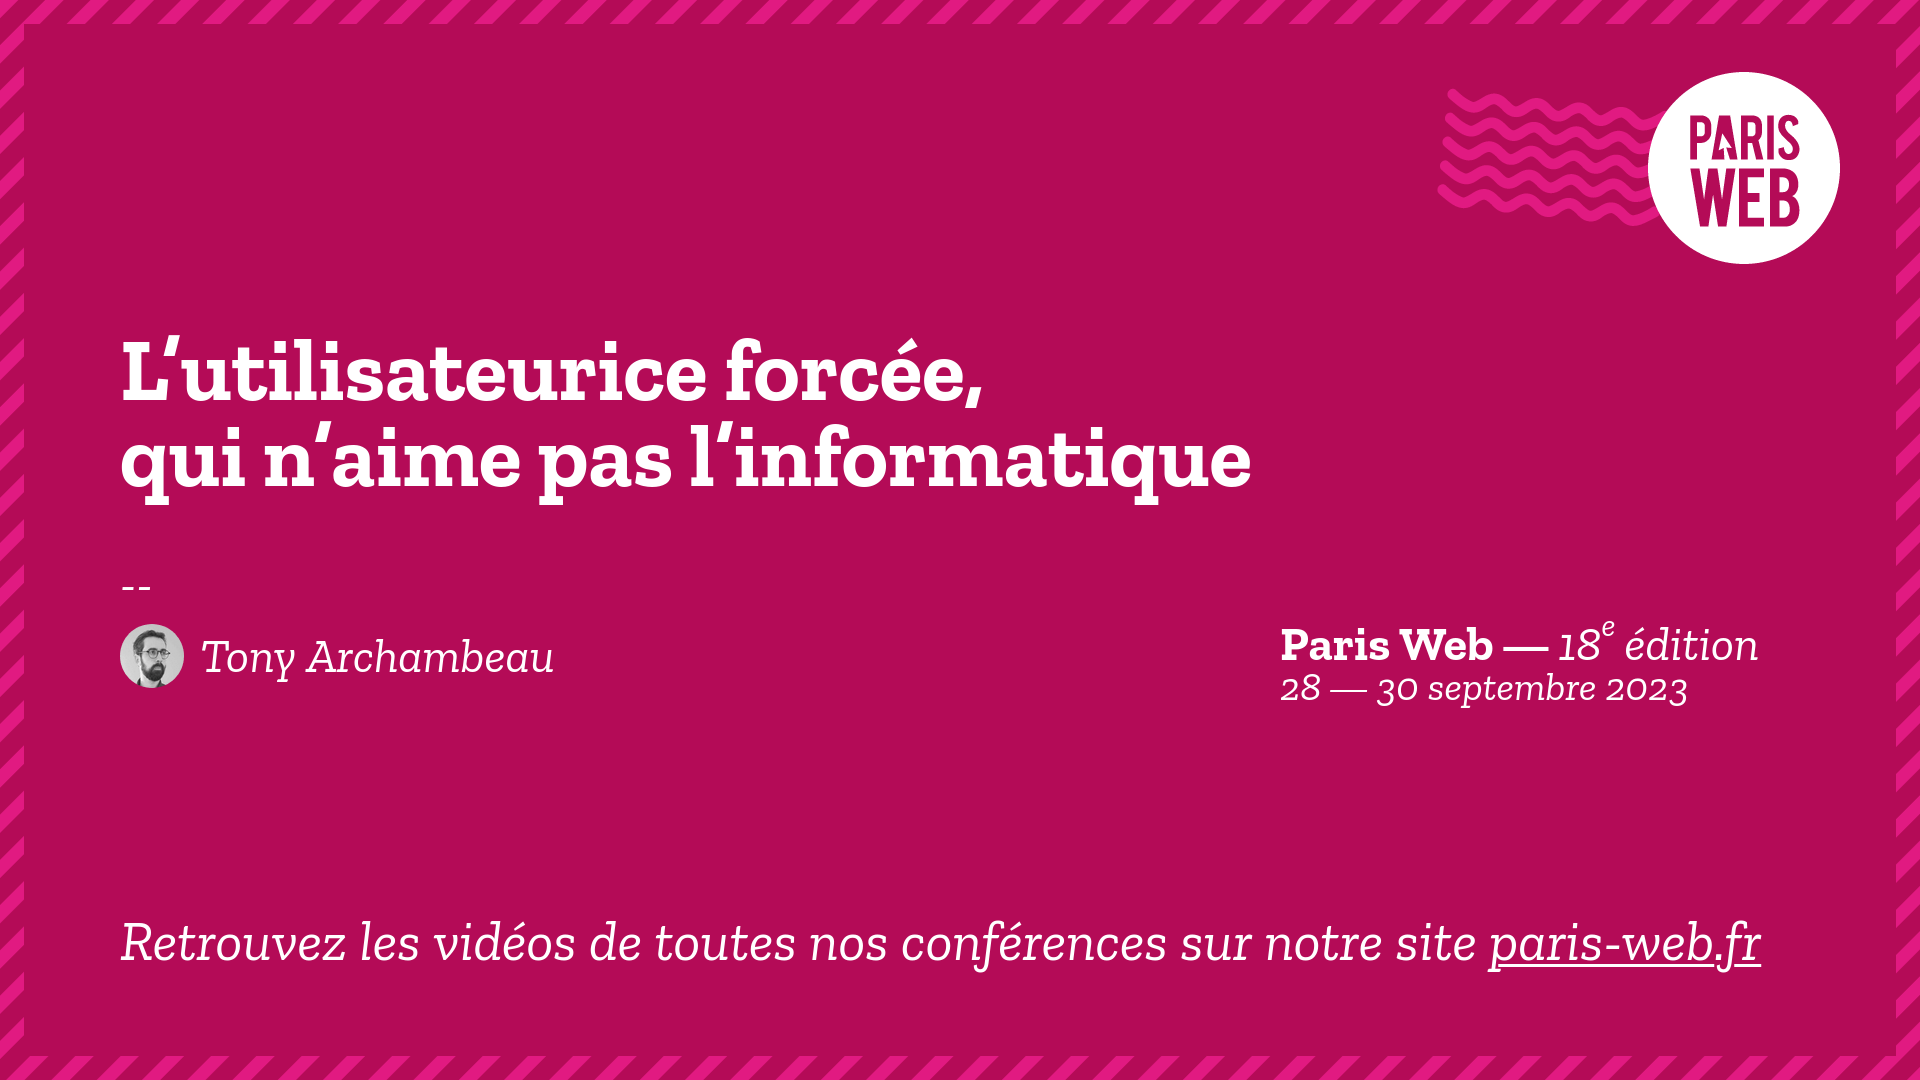 PARIS
WEB
L’utilisateurice forcée,
qui n’aime pas l’informatique
--
Tony Archambeau
Paris Web — 18e édition
28 — 30 septembre 2023
Retrouvez les vidéos de toutes nos conférences sur notre site paris-web.fr